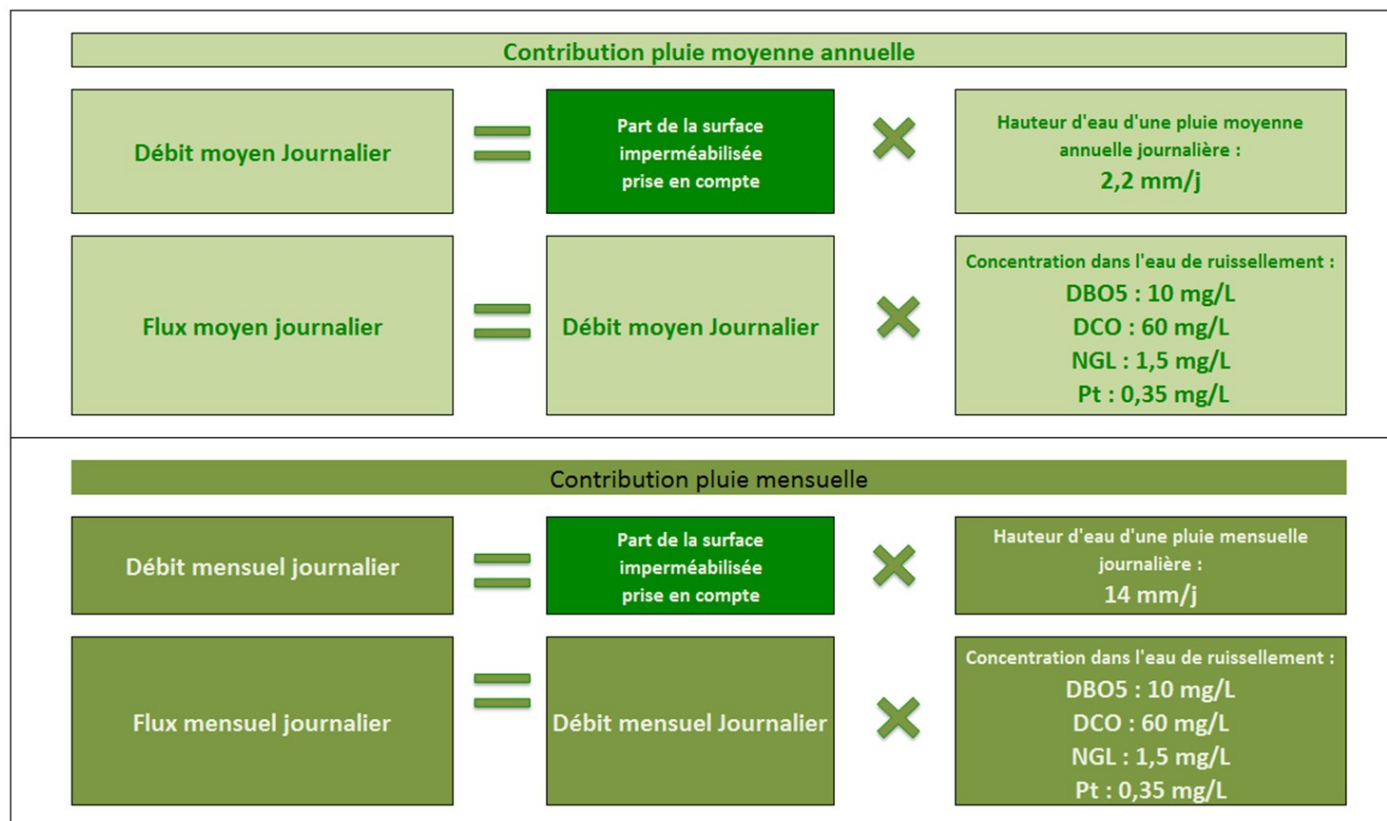 Contribution pluie moyenne annuelle
Débit moyen Journalier
Part de la surface
imperméabilisée
prise en compte
Hauteur d'eau d'une pluie moyenne
annuelle journalière :
2,2 mm/j
Flux moyen journalier
Débit moyen Journalier
Concentration dans l'eau de ruissellement :
DBO5 : 10 mg/L
DCO : 60 mg/L
NGL : 1,5 mg/L
Pt : 0,35 mg/L
Contribution pluie mensuelle
Débit mensuel journalier
Part de la surface
imperméabilisée
prise en compte
Hauteur d'eau d'une pluie mensuelle
journalière :
14 mm/j
Flux mensuel journalier
Débit mensuel Journalier
Concentration dans l'eau de ruissellement :
DBO5 : 10 mg/L
DCO : 60 mg/L
NGL : 1,5 mg/L
Pt : 0,35 mg/L